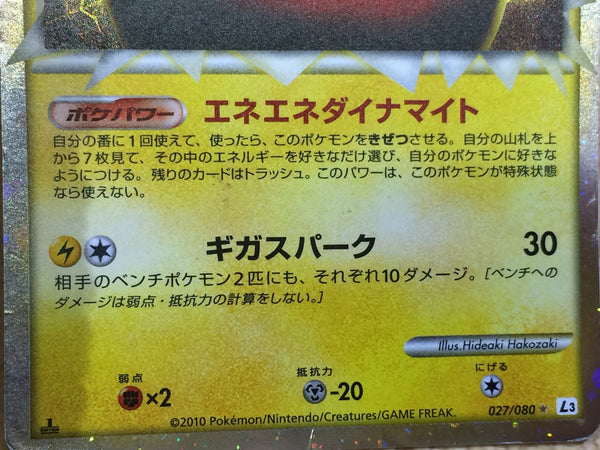 ポケパワー エネエネダイナマイト
自分の番に1回使えて、使ったら、このポケモンをきぜつさせる。自分の山札を上
から7枚見て、その中のエネルギーを好きなだけ選び、自分のポケモンに好きな
ようにつける。残りのカードはトラッシュ。このパワーは、このポケモンが特殊状態
なら使えない。
ギガスパーク 30
相手のベンチポケモン2匹にも、それぞれ10ダメージ。[ベンチへの
ダメージは弱点・抵抗力の計算をしない。]
Illus.Hideaki Hakozaki
弱点 抵抗力 にげる
×2 -20
1 EDITION ©2010 Pokémon/Nintendo/Creatures/GAME FREAK. 027/080 ★ L3